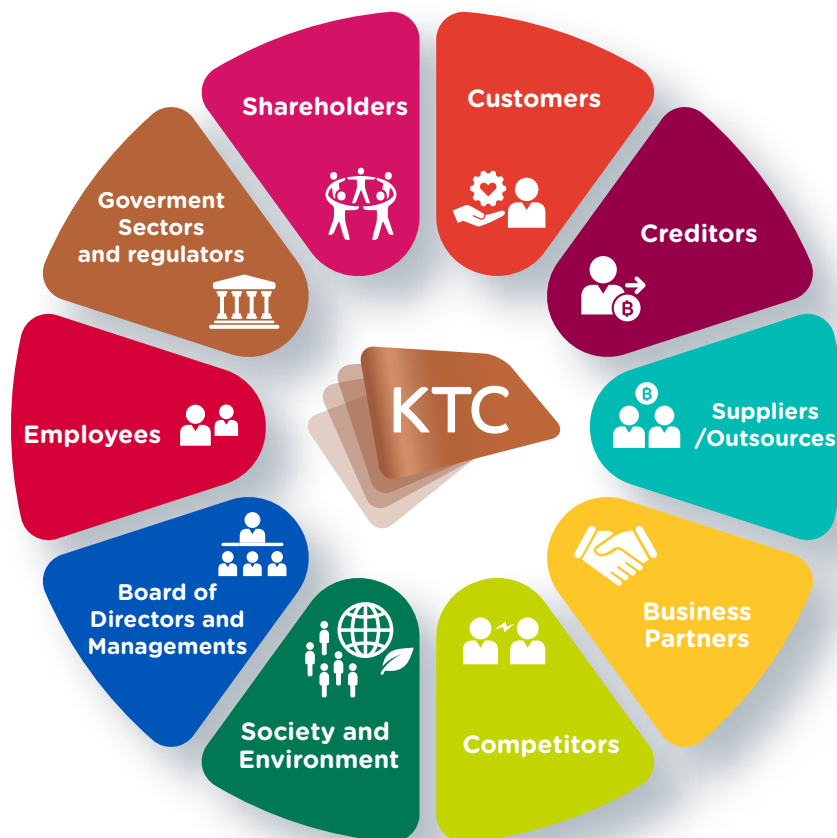 Shareholders
Customers
Creditors
Suppliers
/Outsources
Business
Partners
Competitors
Society and
Environment
Board of
Directors and
Managements
Employees
Goverment
Sectors
and regulators
KTC
B
B